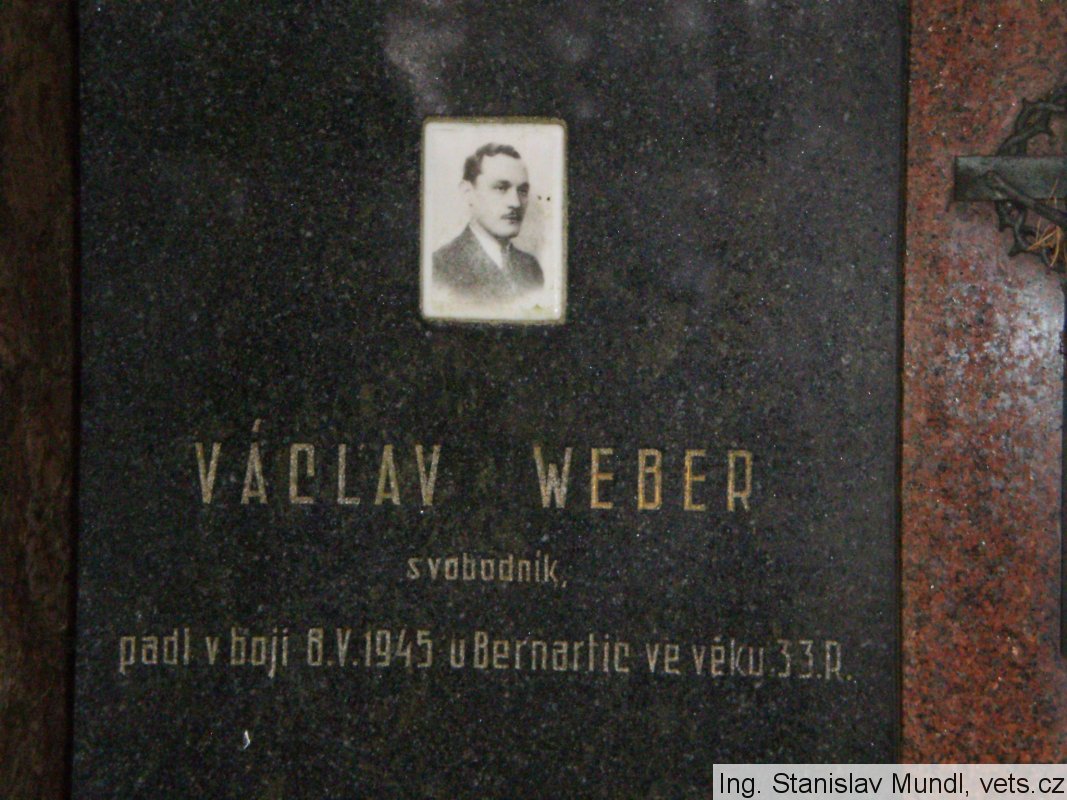 VÁCLAV WEBER
svobodník,
padl v boji 8.V.1945 u Bernartic ve věku 33.R.
Ing. Stanislav Mundl, vets.cz